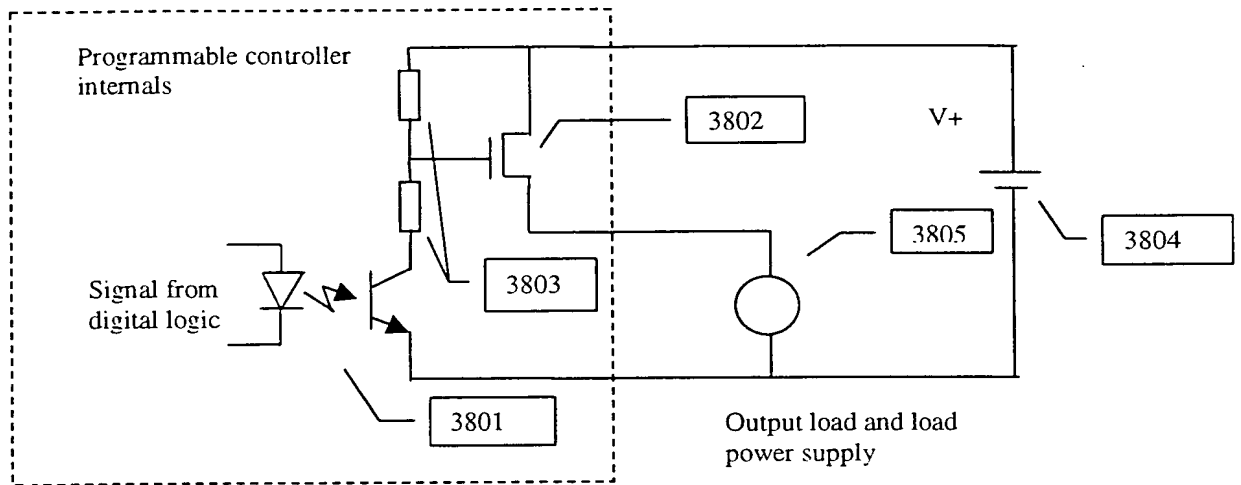 Programmable controller
internals
3802
V+
3805
3804
3803
Signal from
digital logic
3801
Output load and load
power supply